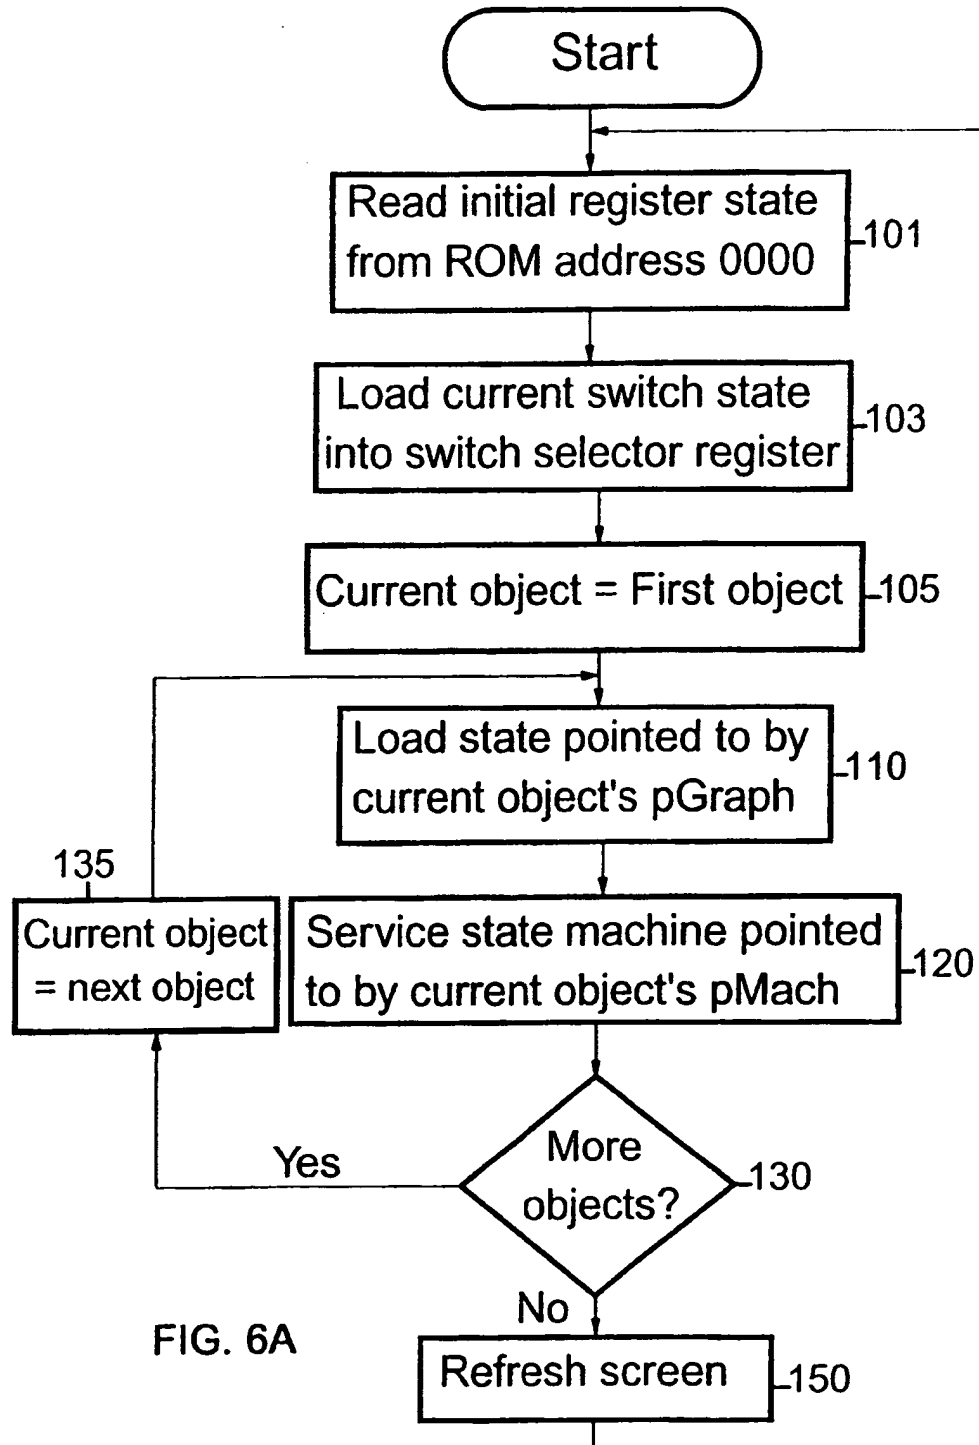 Start
Read initial register state
from ROM address 0000
101
Load current switch state
into switch selector register
103
Current object = First object
105
Load state pointed to by
current object's pGraph
110
135
Current object
= next object
Service state machine pointed
to by current object's pMach
120
More
objects?
130
Yes
No
FIG. 6A
Refresh screen
150